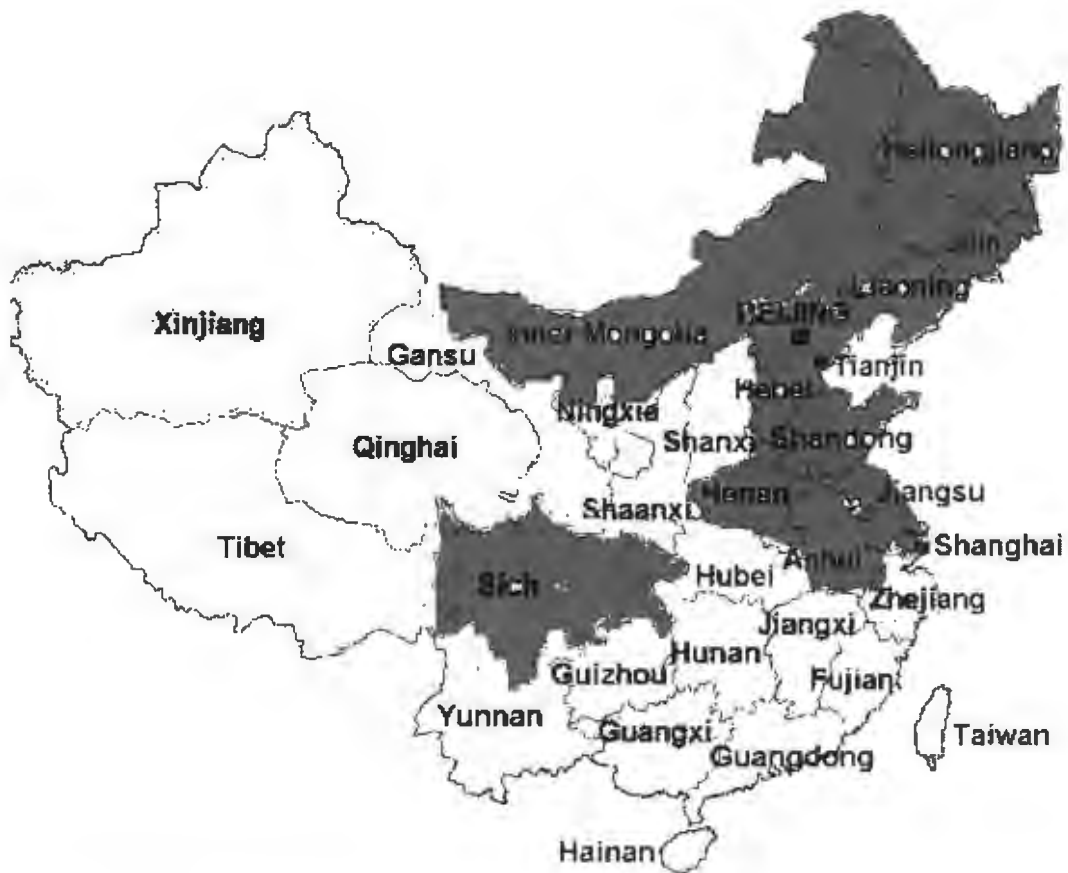 Heilongjiang
Jilin
Liaoning
BEIJING
Xinjiang
Inner Mongolia
Gansu
Tianjin
Hebei
Ningxia
Qinghai
Shanxi
Shandong
Henan
Jiangsu
Shaanxi
Tibet
Shanghai
Anhui
Hubei
Sich
Zhejiang
Jiangxi
Hunan
Guizhou
Fujian
Yunnan
Guangxi
Taiwan
Guangdong
Hainan